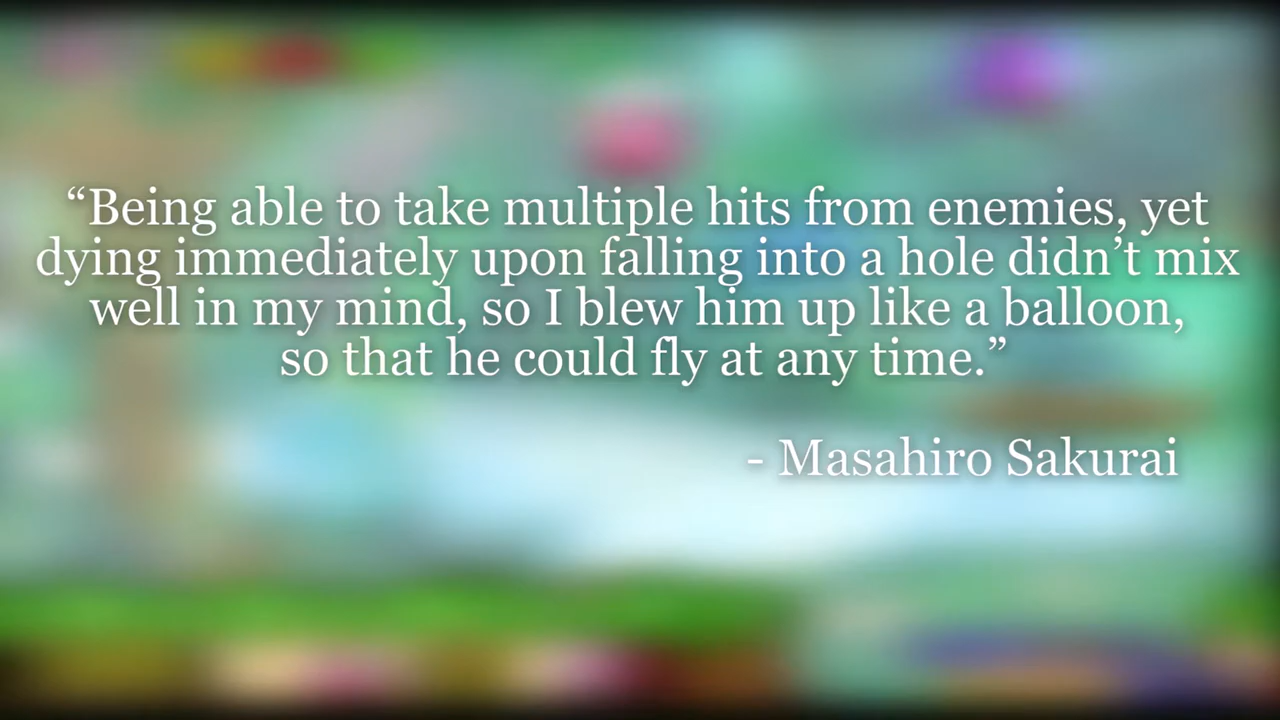 “Being able to take multiple hits from enemies, yet
dying immediately upon falling into a hole didn’t mix
well in my mind, so I blew him up like a balloon,
so that he could fly at any time.”
- Masahiro Sakurai